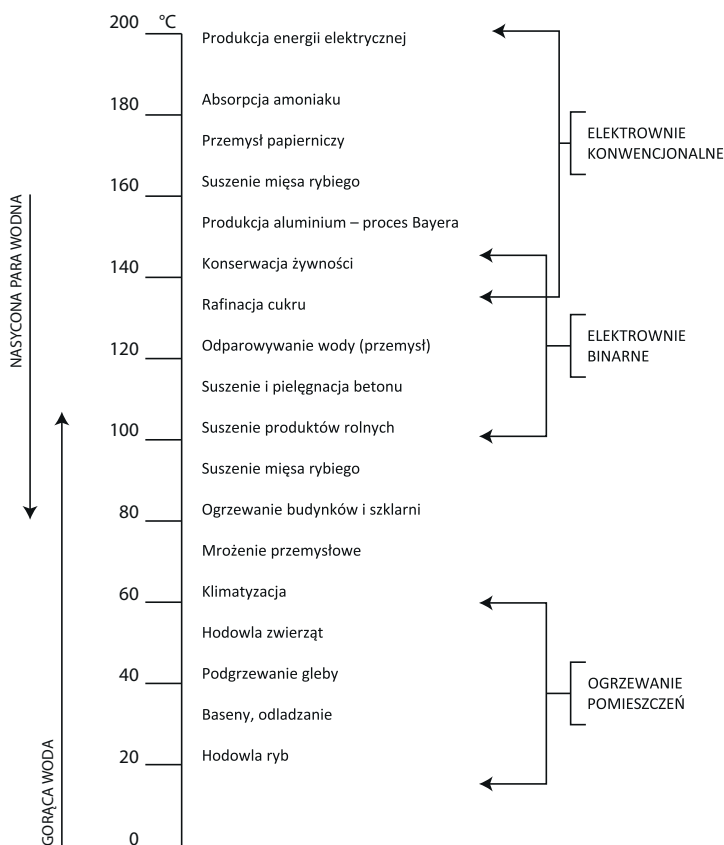 200 °C
Produkcja energii elektrycznej
180
Absorpcja amoniaku
Przemysł papierniczy
160
Suszenie mięsa rybiego
Produkcja aluminium – proces Bayera
140
Konserwacja żywności
Rafinacja cukru
120
Odparowywanie wody (przemysł)
Suszenie i pielęgnacja betonu
100
Suszenie produktów rolnych
Suszenie mięsa rybiego
80
Ogrzewanie budynków i szklarni
Mrożenie przemysłowe
60
Klimatyzacja
Hodowla zwierząt
40
Podgrzewanie gleby
Baseny, odladzanie
20
Hodowla ryb
0
NASYCONA PARA WODNA
GORĄCA WODA
ELEKTROWNIE
KONWENCJONALNE
ELEKTROWNIE
BINARNE
OGRZEWANIE
POMIESZCZEŃ